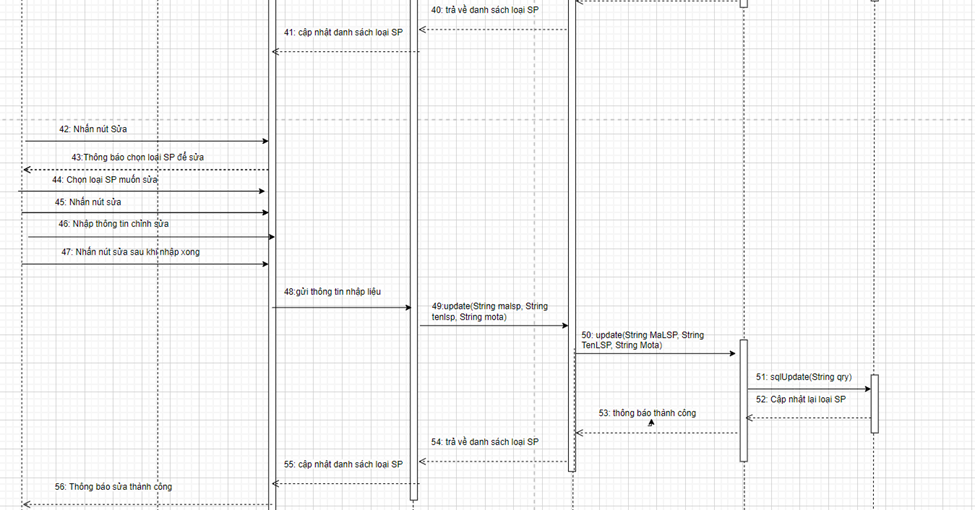 40: trả về danh sách loại SP
41: cập nhật danh sách loại SP
42: Nhấn nút Sửa
43:Thông báo chọn loại SP để sửa
44: Chọn loại SP muốn sửa
45: Nhấn nút sửa
46: Nhập thông tin chỉnh sửa
47: Nhấn nút sửa sau khi nhập xong
48:gửi thông tin nhập liệu
49:update(String malsp, String
tenlsp, String mota)
50: update(String MaLSP, String
TenLSP, String Mota)
51: sqlUpdate(String qry)
52: Cập nhật lại loại SP
53: thông báo thành công
54: trả về danh sách loại SP
55: cập nhật danh sách loại SP
56: Thông báo sửa thành công